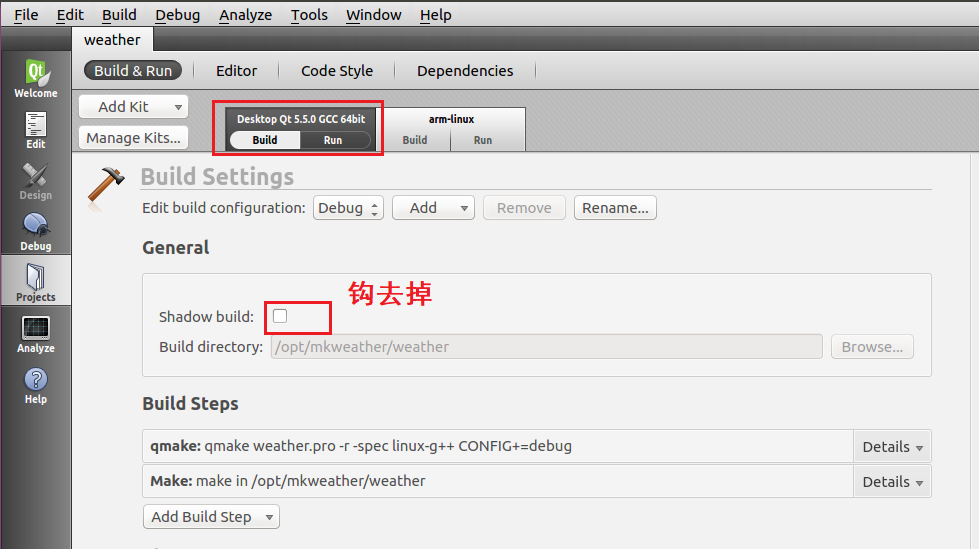 File Edit Build Debug Analyze Tools Window Help
weather
Build & Run Editor Code Style Dependencies
Welcome
Edit
Design
Debug
Projects
Analyze
Help
Add Kit
Manage Kits...
Desktop Qt 5.5.0 GCC 64bit
Build Run
arm-linux
Build Run
Build Settings
Edit build configuration: Debug Add Remove Rename...
General
钩去掉
Shadow build:
Build directory: /opt/mkweather/weather Browse...
Build Steps
qmake: qmake weather.pro -r -spec linux-g++ CONFIG+=debug Details
Make: make in /opt/mkweather/weather Details
Add Build Step